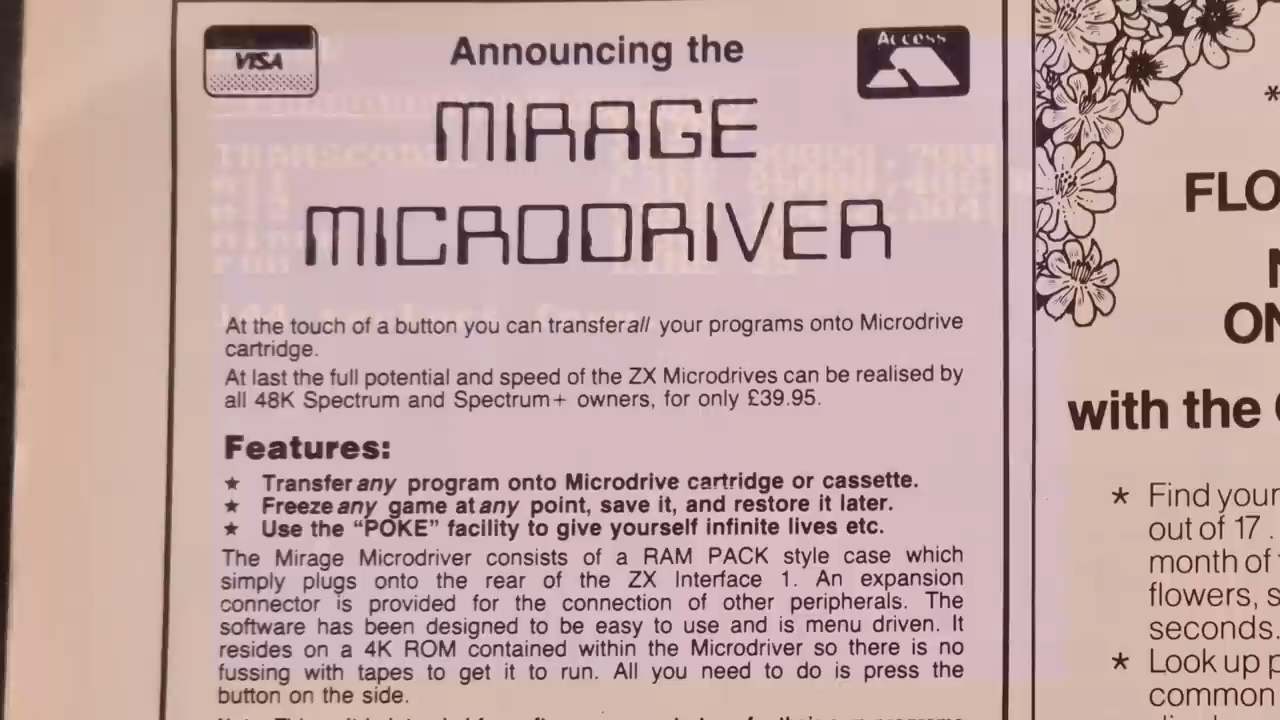 VISA
Announcing the
Access
MIRAGE
MICRODRIVER
At the touch of a button you can transfer all your programs onto Microdrive
cartridge.
At last the full potential and speed of the ZX Microdrives can be realised by
all 48K Spectrum and Spectrum+ owners, for only £39.95.
Features:
★ Transfer any program onto Microdrive cartridge or cassette.
★ Freeze any game at any point, save it, and restore it later.
★ Use the “POKE” facility to give yourself infinite lives etc.
The Mirage Microdriver consists of a RAM PACK style case which
simply plugs onto the rear of the ZX Interface 1. An expansion
connector is provided for the connection of other peripherals. The
software has been designed to be easy to use and is menu driven. It
resides on a 4K ROM contained within the Microdriver so there is no
fussing with tapes to get it to run. All you need to do is press the
button on the side.
*
FLO
N
ON
with the
★ Find your
out of 17 .
month of
flowers, s
seconds.
★ Look up p
common